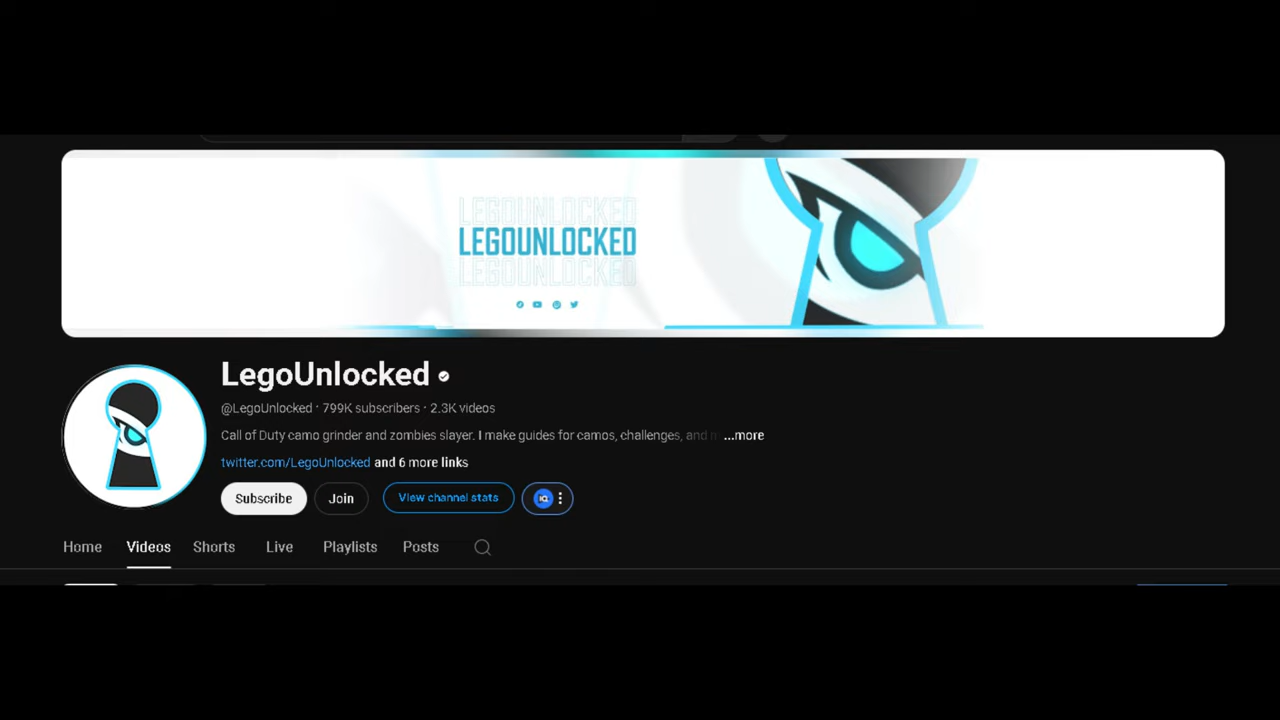 LEGOUNLOCKED
LEGOUNLOCKED
LEGOUNLOCKED
LegoUnlocked
@LegoUnlocked · 799K subscribers · 2.3K videos
Call of Duty camo grinder and zombies slayer. I make guides for camos, challenges, and ...more
twitter.com/LegoUnlocked and 6 more links
Subscribe Join View channel stats
Home Videos Shorts Live Playlists Posts